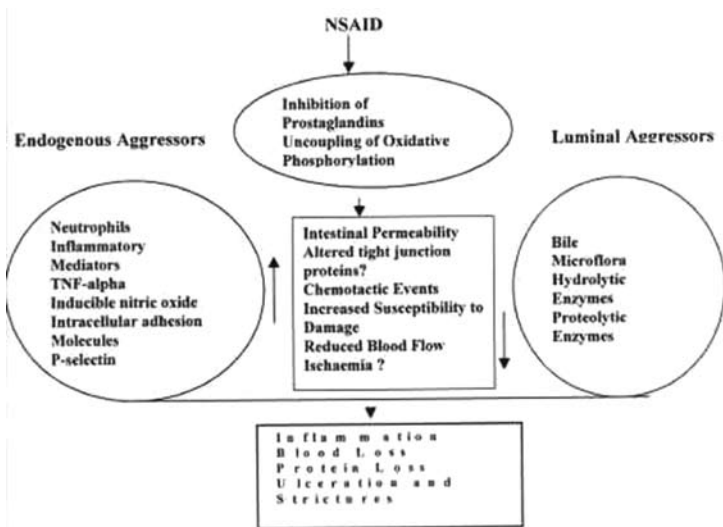 NSAID
Inhibition of
Prostaglandins
Uncoupling of Oxidative
Phosphorylation
Endogenous Aggressors
Luminal Aggressors
Neutrophils
Inflammatory
Mediators
TNF-alpha
Inducible nitric oxide
Intracellular adhesion
Molecules
P-selectin
Intestinal Permeability
Altered tight junction
proteins?
Chemotactic Events
Increased Susceptibility to
Damage
Reduced Blood Flow
Ischaemia ?
Bile
Microflora
Hydrolytic
Enzymes
Proteolytic
Enzymes
Inflammation
Blood Loss
Protein Loss
Ulceration and
Strictures